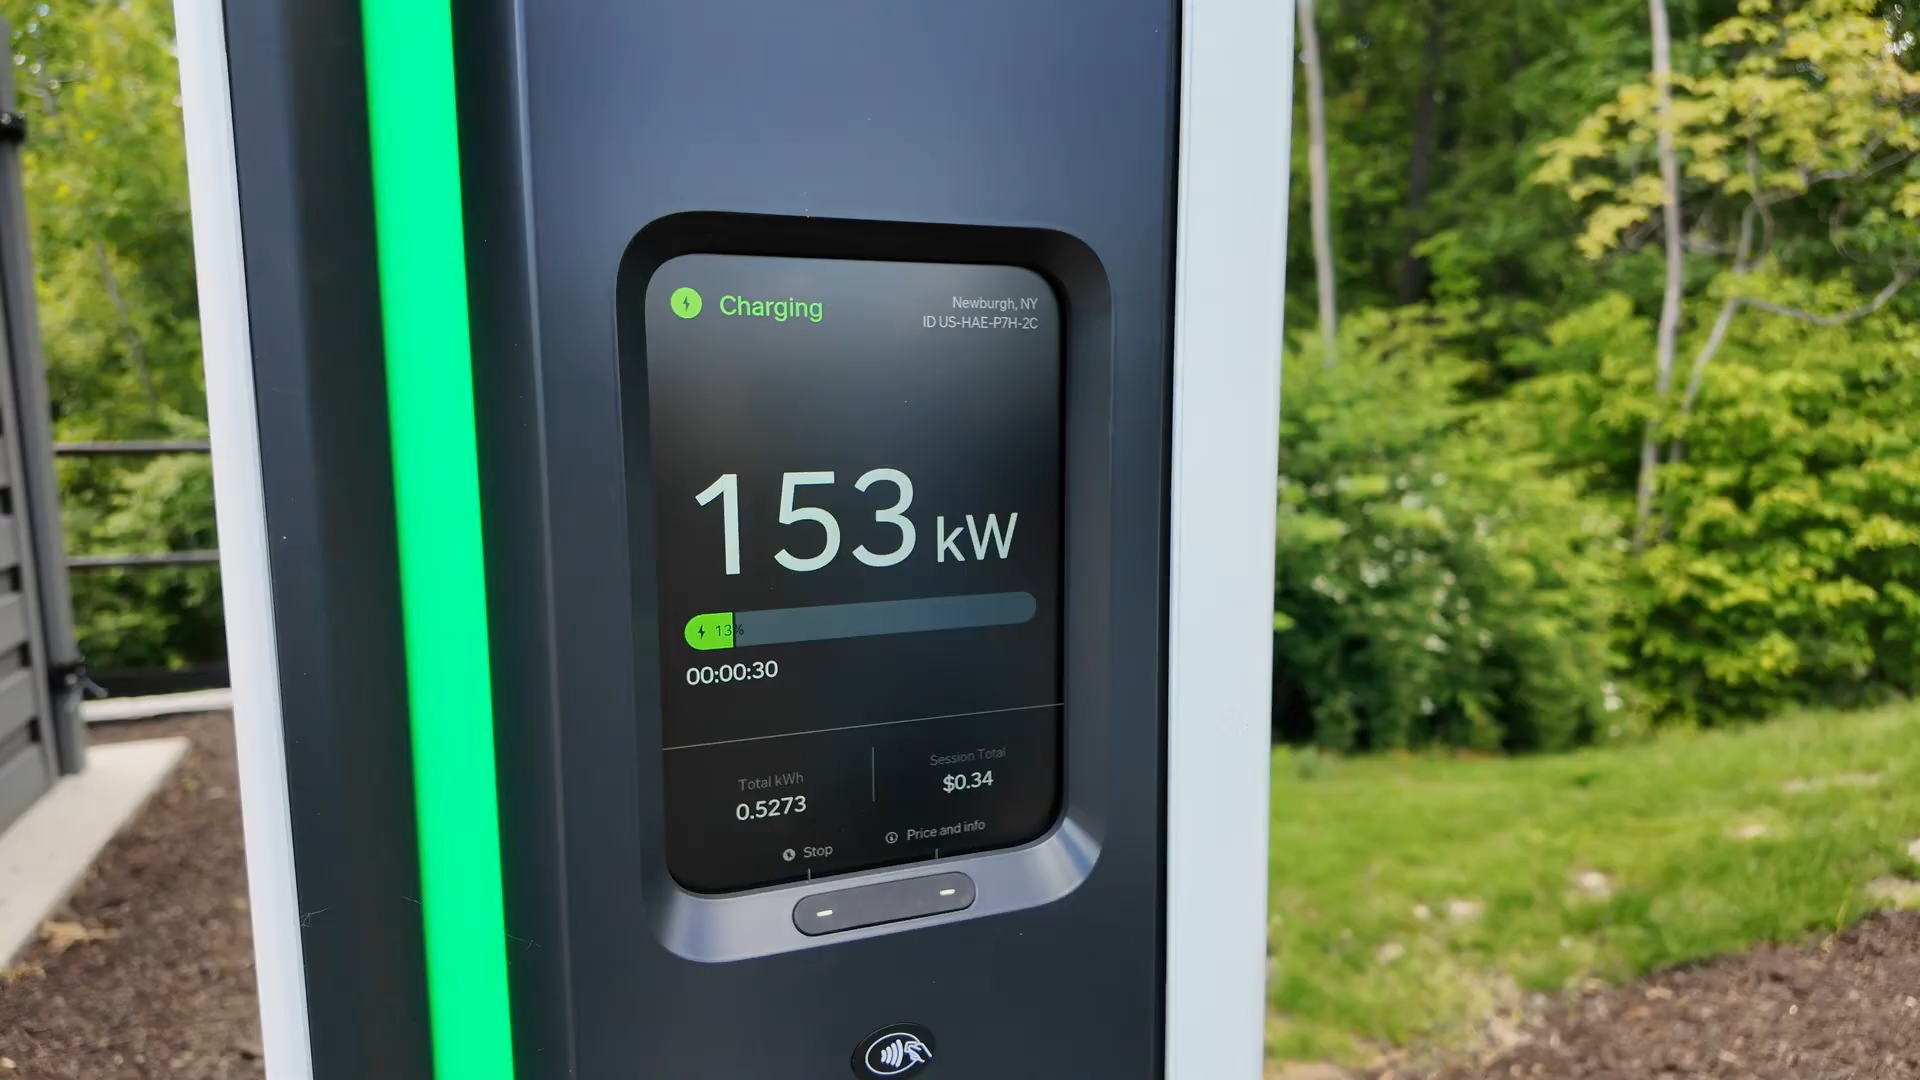 Charging
Newburgh, NY
ID US-HAE-P7H-2C
153 kW
13%
00:00:30
Total kWh
0.5273
Session Total
$0.34
Stop
Price and info